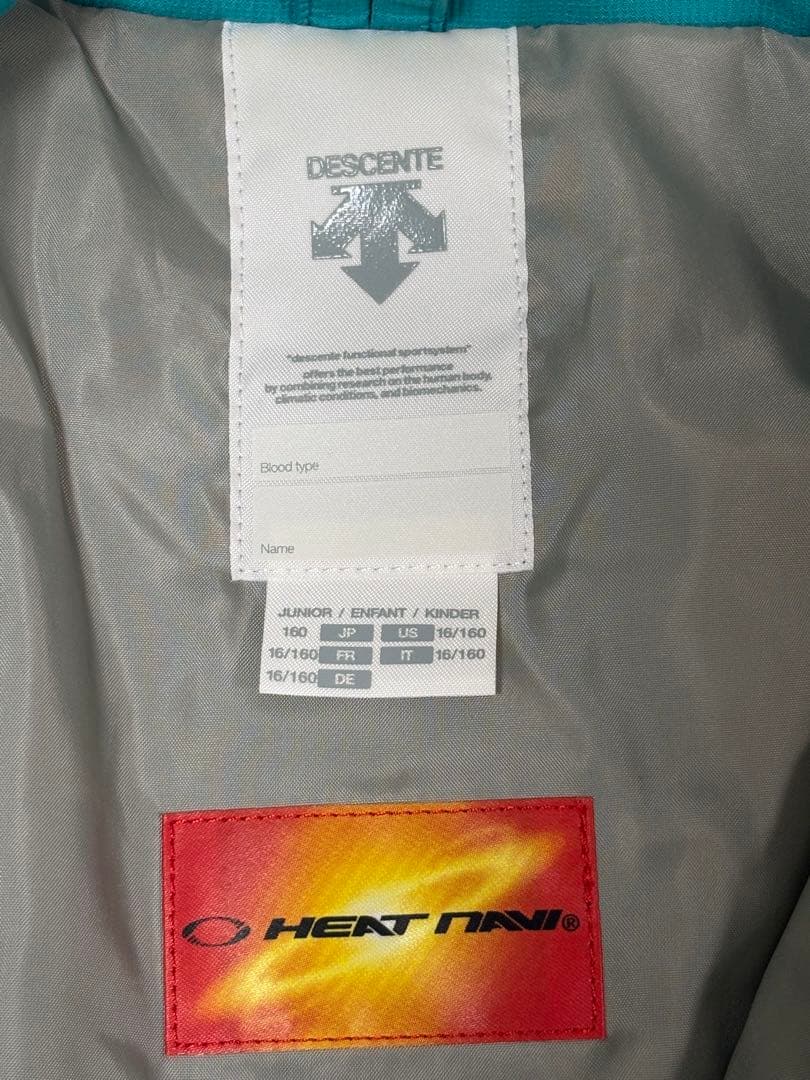 DESCENTE
"descente functional sportsystem"
offers the best performance
by combining research on the human body,
climatic conditions, and biomechanics.
Blood type
Name
JUNIOR / ENFANT / KINDER
160 JP US 16/160
16/160 FR IT 16/160
16/160 DE
HEAT NAVI®